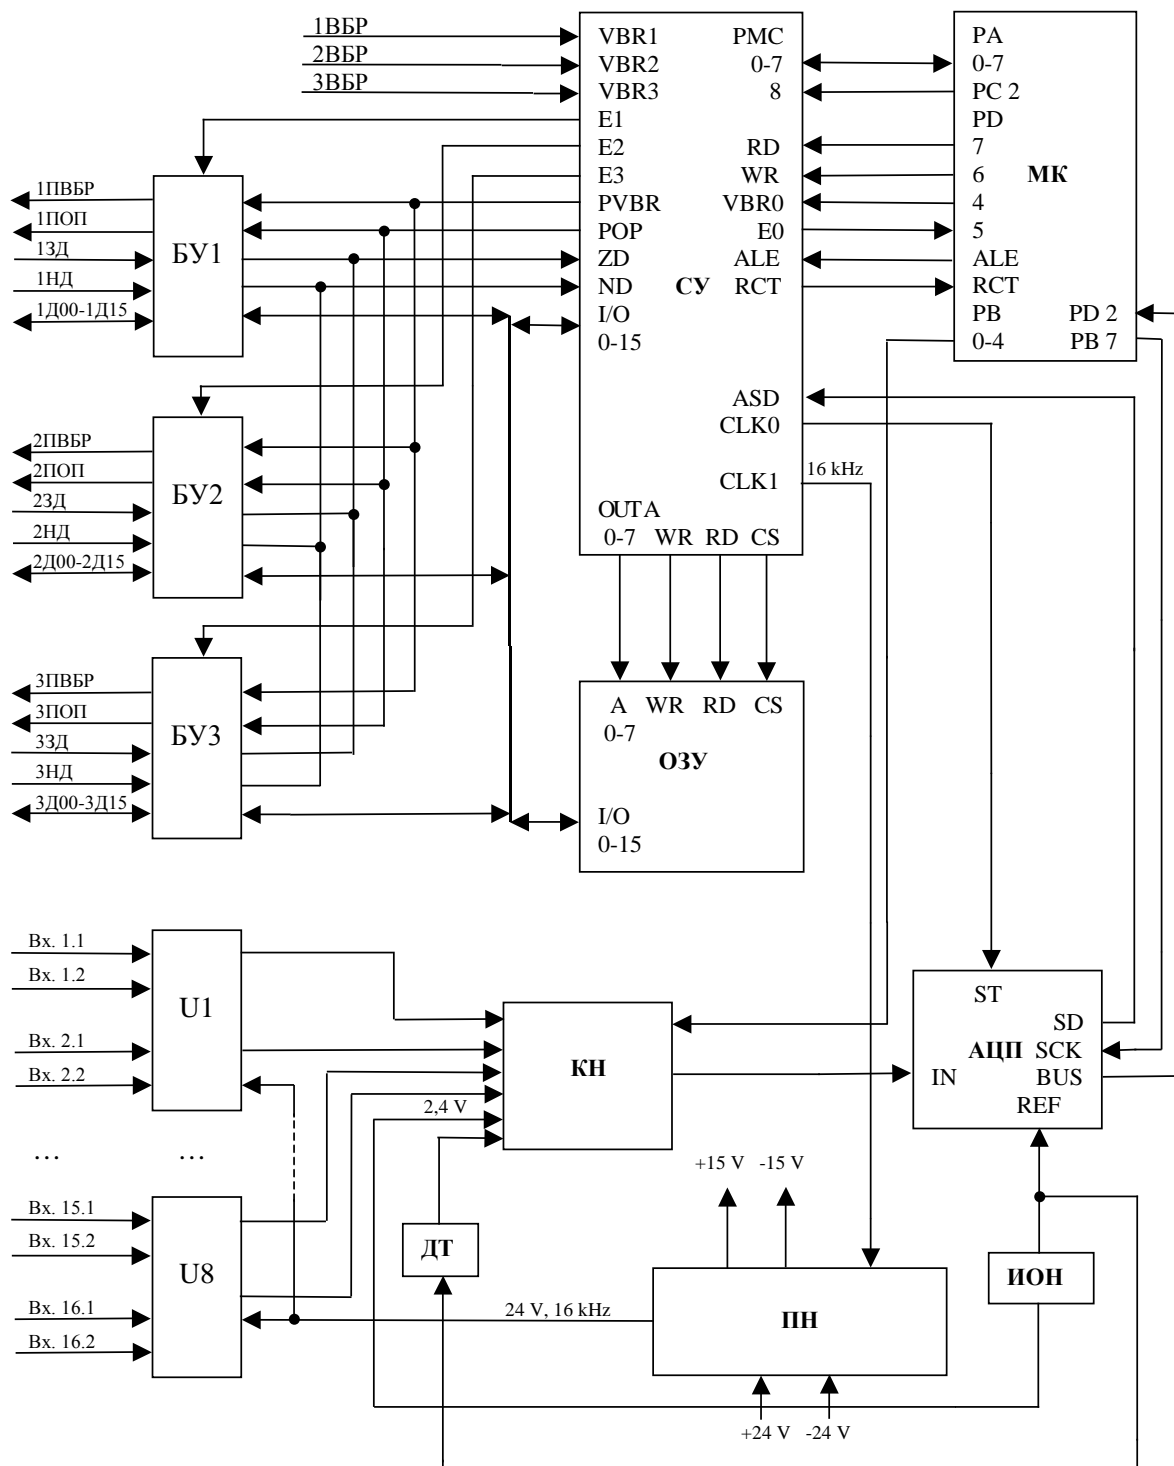 1ВБР
2ВБР
3ВБР
VBR1 PMC
VBR2 0-7
VBR3 8
E1
E2 RD
E3 WR
PVBR VBR0
POP E0
ZD ALE
СУ
ND RCT
I/O
0-15
ASD
CLK0
CLK1
16 kHz
OUT A
0-7 WR RD CS
PA
0-7
PC 2
PD
7
6
МК
4
5
ALE
RCT
PB PD 2
0-4 PB 7
1ПВБР
1ПОП
1ЗД
1НД
1Д00-1Д15
БУ1
2ПВБР
2ПОП
2ЗД
2НД
2Д00-2Д15
БУ2
3ПВБР
3ПОП
3ЗД
3НД
3Д00-3Д15
БУ3
A WR RD CS
0-7
ОЗУ
I/O
0-15
Вх. 1.1
Вх. 1.2
Вх. 2.1
Вх. 2.2
U1
... ...
Вх. 15.1
Вх. 15.2
Вх. 16.1
Вх. 16.2
U8
КН
2,4 V
ST
SD
АЦП SCK
IN BUS
REF
+15 V -15 V
ДТ
ИОН
24 V, 16 kHz
ПН
+24 V -24 V